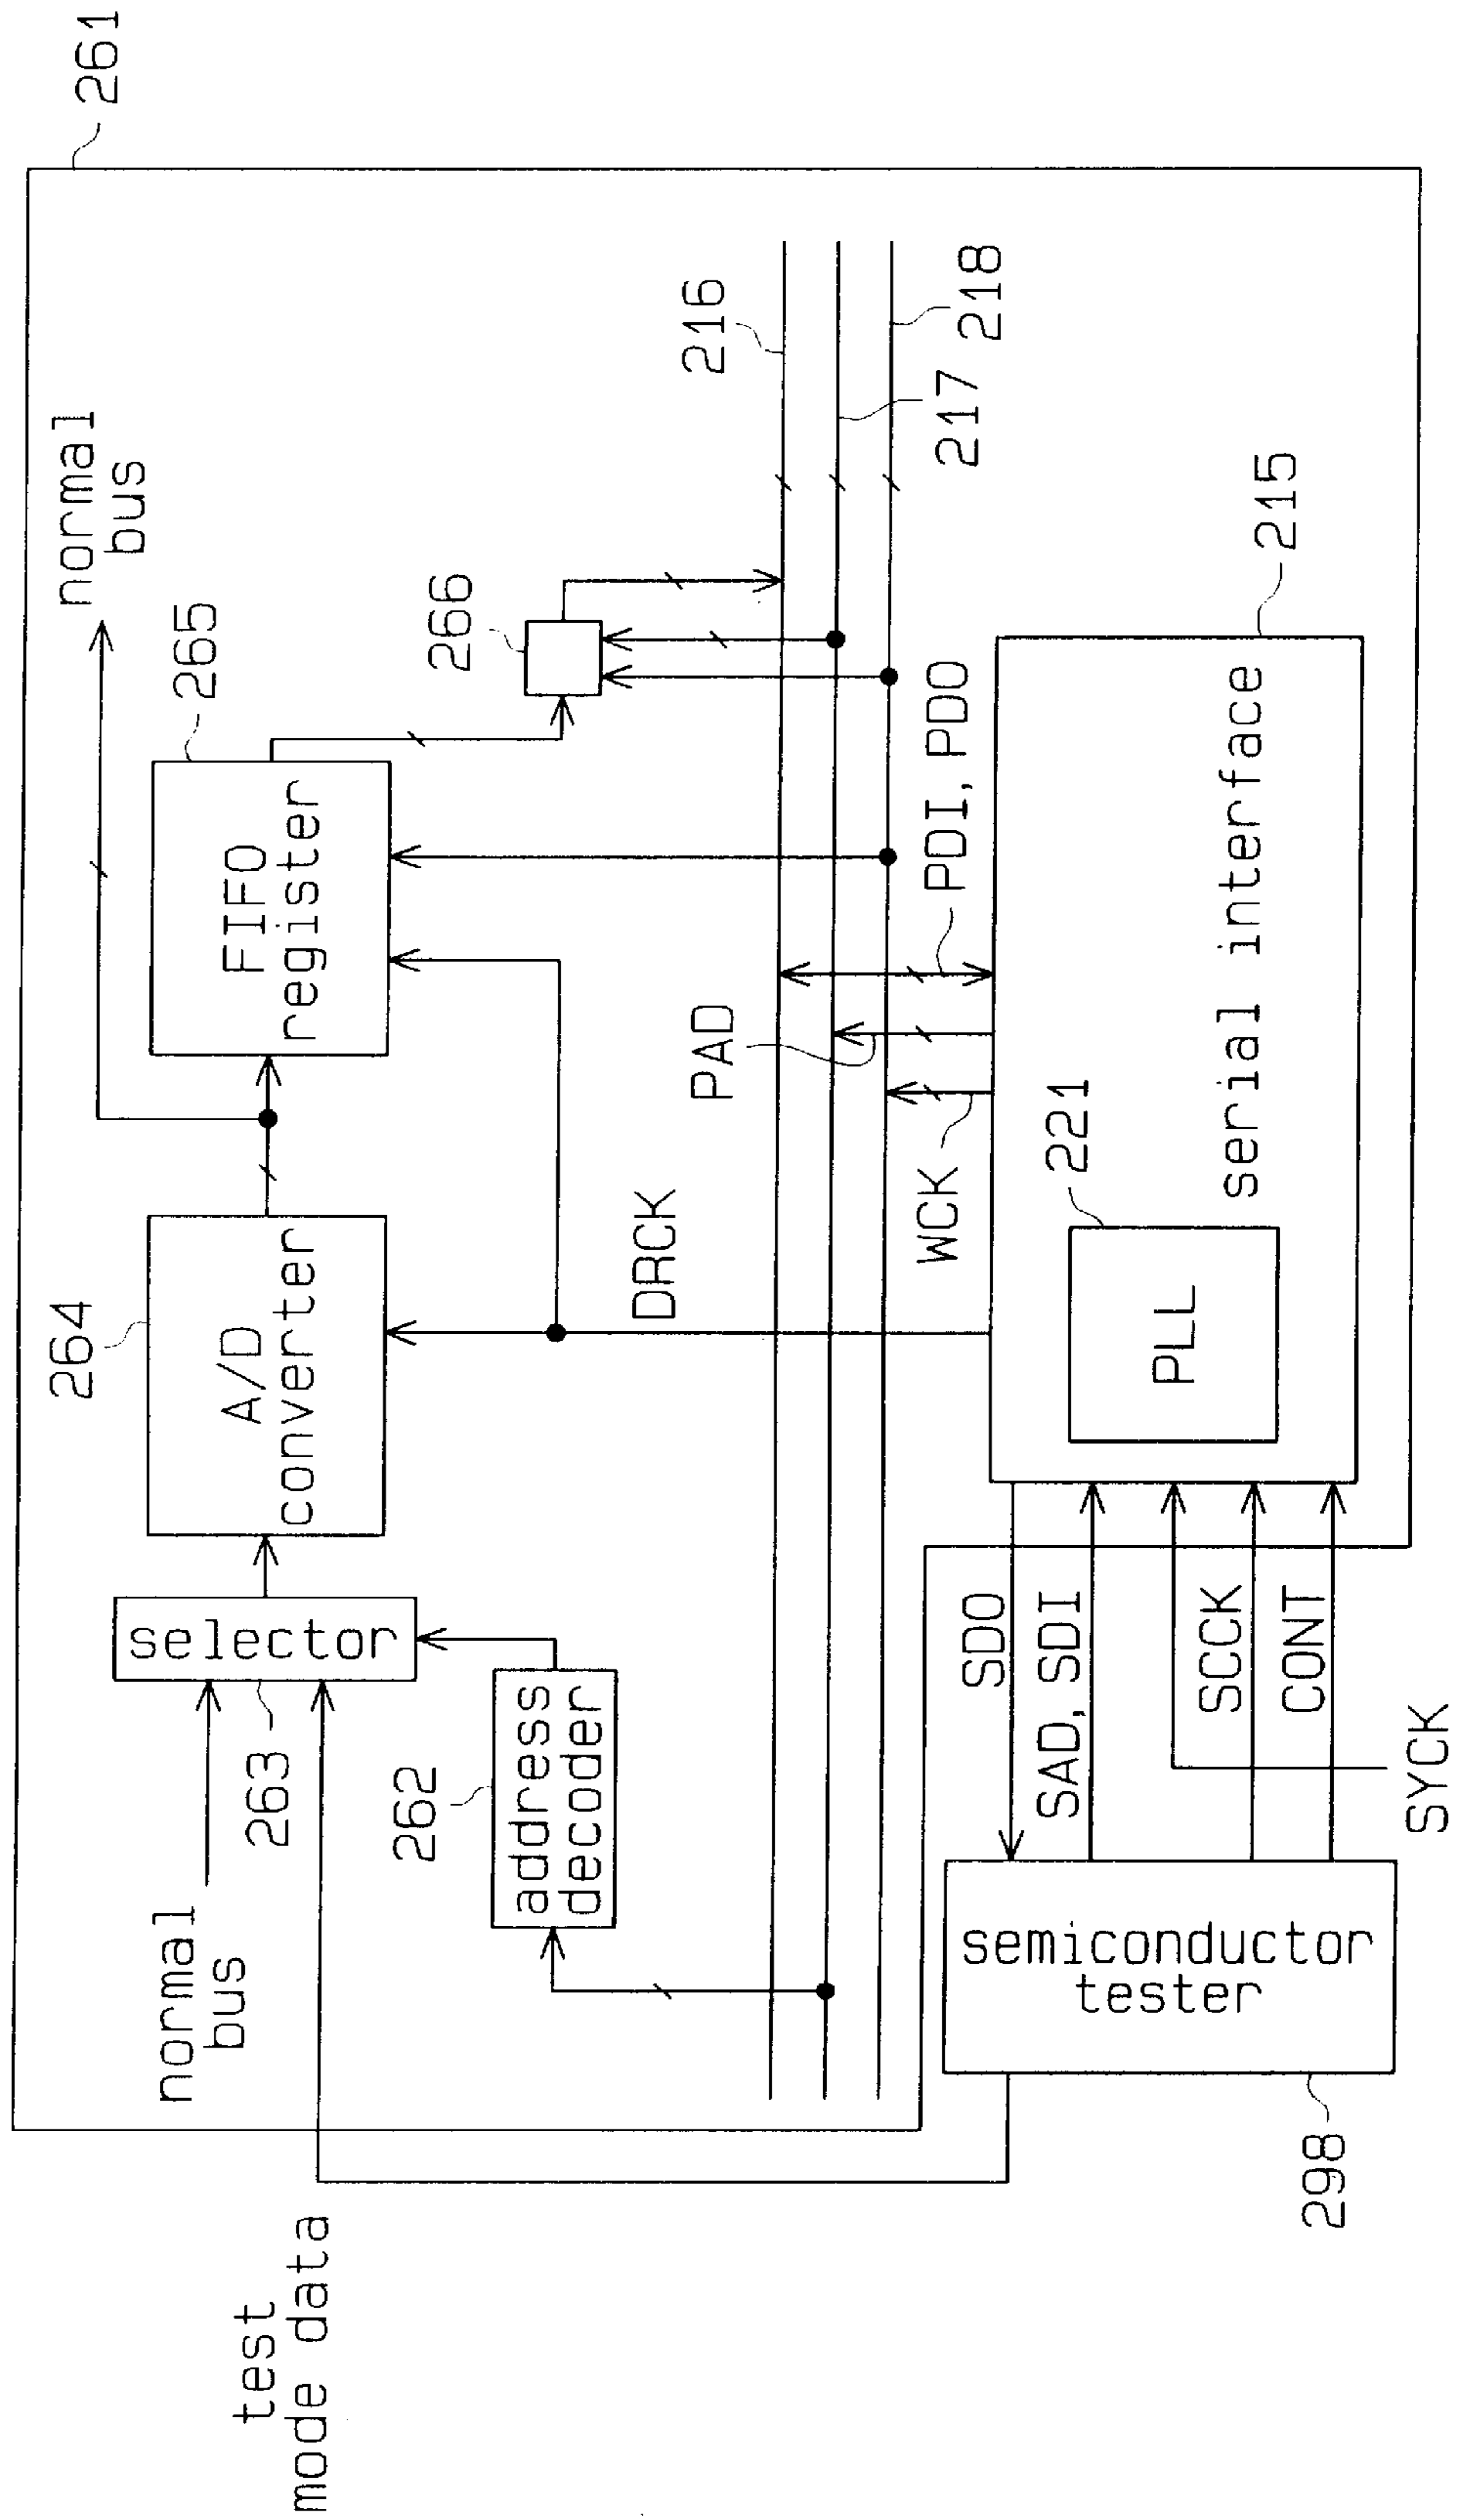 261
normal
bus
265
266
216
218
217
FIFO
register
264
A/D
converter
selector
263
normal
bus
262
address
decoder
DRCK
PAD
WCK
PDI, PDO
215
221
PLL
serial interface
SDO
SAD, SDI
SCCK
CONT
SYCK
semiconductor
tester
298
test
mode data